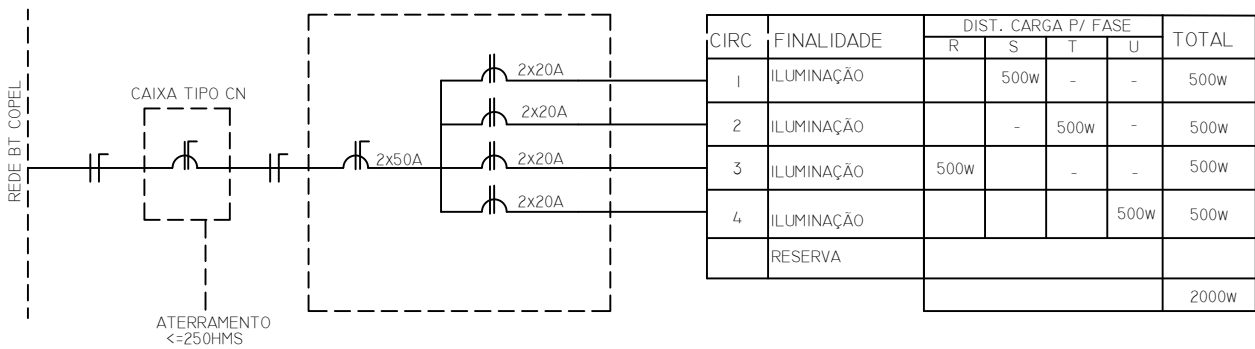 REDE BT COPEL
CAIXA TIPO CN
ATERRAMENTO
<=250HMS
2x50A
2x20A
2x20A
2x20A
2x20A
CIRC FINALIDADE DIST. CARGA P/ FASE TOTAL
R S T U
1 ILUMINAÇÃO 500w - - 500w
2 ILUMINAÇÃO - 500w - 500w
3 ILUMINAÇÃO 500w - - 500w
4 ILUMINAÇÃO 500w 500w
RESERVA
2000w